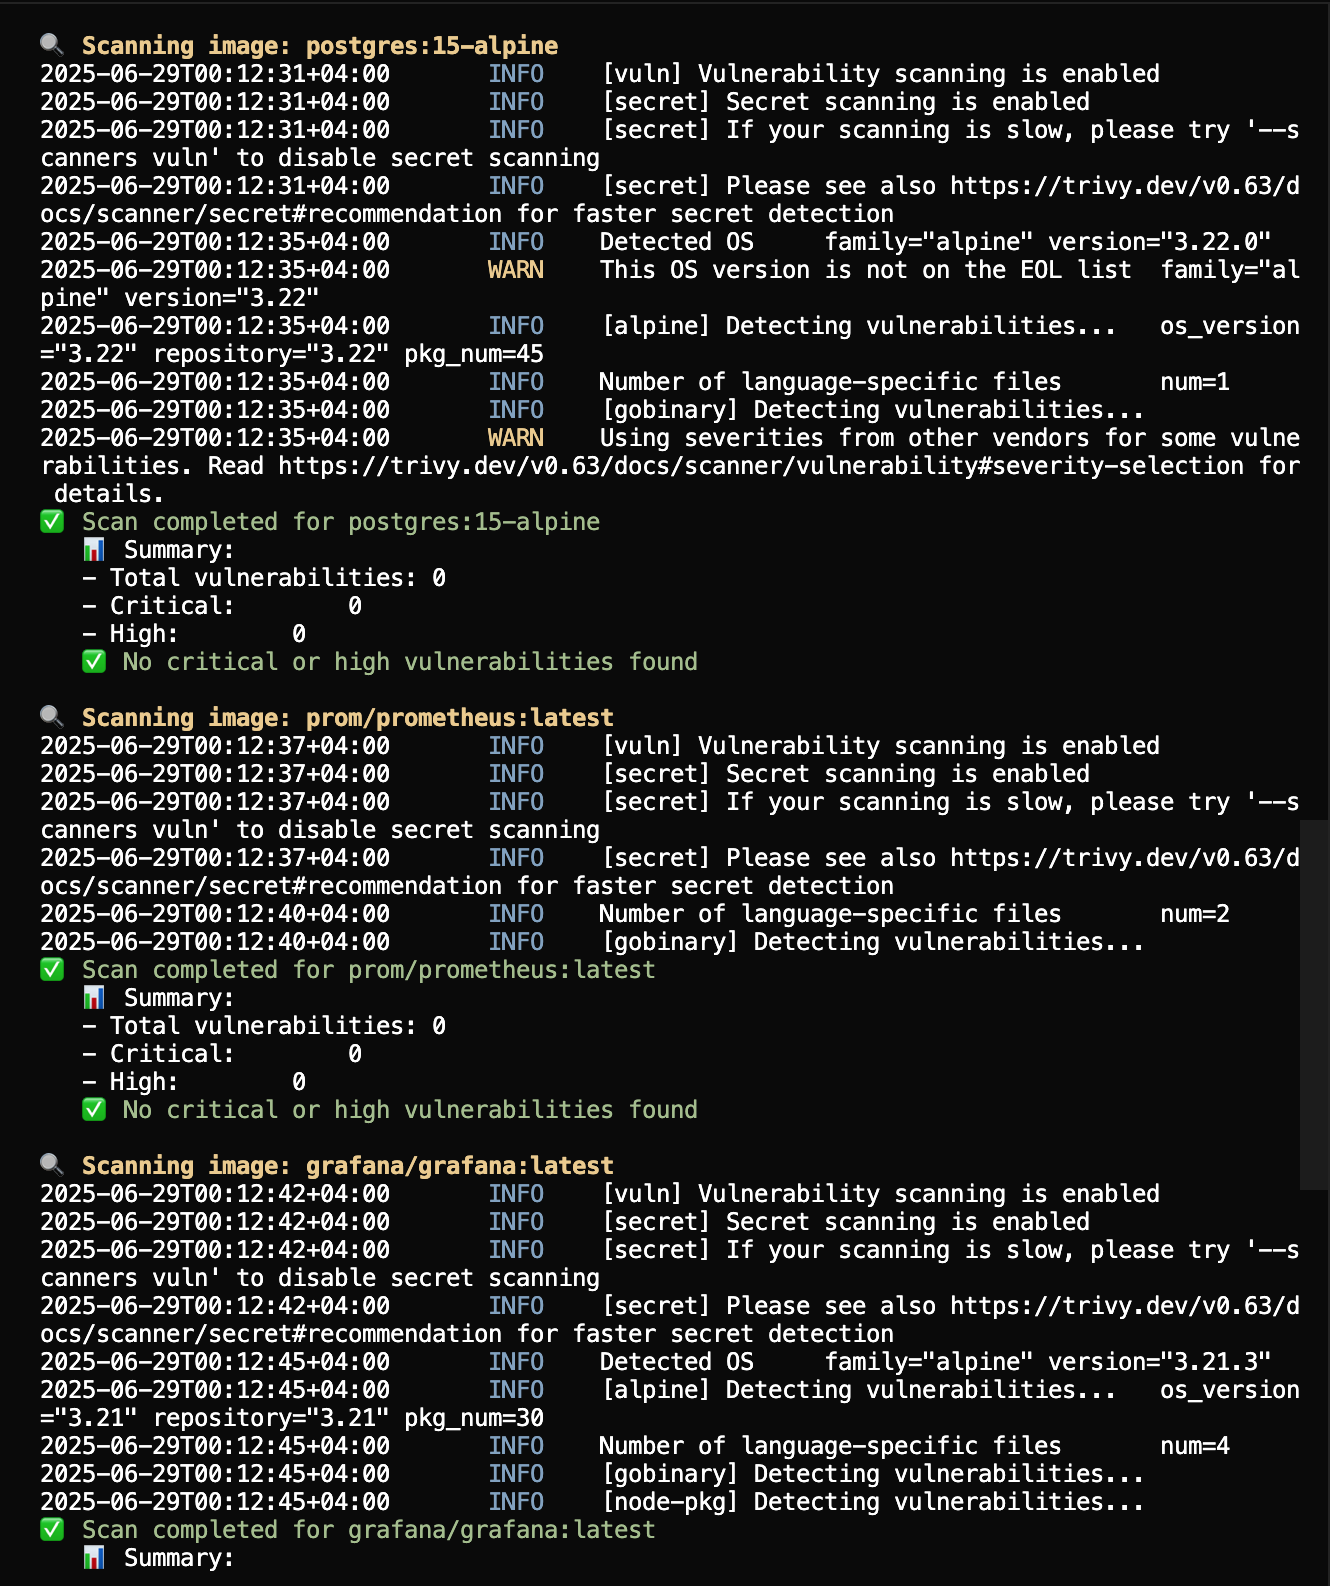 🔍 Scanning image: postgres:15-alpine
2025-06-29T00:12:31+04:00       INFO    [vuln] Vulnerability scanning is enabled
2025-06-29T00:12:31+04:00       INFO    [secret] Secret scanning is enabled
2025-06-29T00:12:31+04:00       INFO    [secret] If your scanning is slow, please try '--s
canners vuln' to disable secret scanning
2025-06-29T00:12:31+04:00       INFO    [secret] Please see also https://trivy.dev/v0.63/d
ocs/scanner/secret#recommendation for faster secret detection
2025-06-29T00:12:35+04:00       INFO    Detected OS     family="alpine" version="3.22.0"
2025-06-29T00:12:35+04:00       WARN    This OS version is not on the EOL list  family="al
pine" version="3.22"
2025-06-29T00:12:35+04:00       INFO    [alpine] Detecting vulnerabilities...   os_version
="3.22" repository="3.22" pkg_num=45
2025-06-29T00:12:35+04:00       INFO    Number of language-specific files       num=1
2025-06-29T00:12:35+04:00       INFO    [gobinary] Detecting vulnerabilities...
2025-06-29T00:12:35+04:00       WARN    Using severities from other vendors for some vulne
rabilities. Read https://trivy.dev/v0.63/docs/scanner/vulnerability#severity-selection for
 details.
✅ Scan completed for postgres:15-alpine
   📊 Summary:
   - Total vulnerabilities: 0
   - Critical:        0
   - High:        0
   ✅ No critical or high vulnerabilities found
🔍 Scanning image: prom/prometheus:latest
2025-06-29T00:12:37+04:00       INFO    [vuln] Vulnerability scanning is enabled
2025-06-29T00:12:37+04:00       INFO    [secret] Secret scanning is enabled
2025-06-29T00:12:37+04:00       INFO    [secret] If your scanning is slow, please try '--s
canners vuln' to disable secret scanning
2025-06-29T00:12:37+04:00       INFO    [secret] Please see also https://trivy.dev/v0.63/d
ocs/scanner/secret#recommendation for faster secret detection
2025-06-29T00:12:40+04:00       INFO    Number of language-specific files       num=2
2025-06-29T00:12:40+04:00       INFO    [gobinary] Detecting vulnerabilities...
✅ Scan completed for prom/prometheus:latest
   📊 Summary:
   - Total vulnerabilities: 0
   - Critical:        0
   - High:        0
   ✅ No critical or high vulnerabilities found
🔍 Scanning image: grafana/grafana:latest
2025-06-29T00:12:42+04:00       INFO    [vuln] Vulnerability scanning is enabled
2025-06-29T00:12:42+04:00       INFO    [secret] Secret scanning is enabled
2025-06-29T00:12:42+04:00       INFO    [secret] If your scanning is slow, please try '--s
canners vuln' to disable secret scanning
2025-06-29T00:12:42+04:00       INFO    [secret] Please see also https://trivy.dev/v0.63/d
ocs/scanner/secret#recommendation for faster secret detection
2025-06-29T00:12:45+04:00       INFO    Detected OS     family="alpine" version="3.21.3"
2025-06-29T00:12:45+04:00       INFO    [alpine] Detecting vulnerabilities...   os_version
="3.21" repository="3.21" pkg_num=30
2025-06-29T00:12:45+04:00       INFO    Number of language-specific files       num=4
2025-06-29T00:12:45+04:00       INFO    [gobinary] Detecting vulnerabilities...
2025-06-29T00:12:45+04:00       INFO    [node-pkg] Detecting vulnerabilities...
✅ Scan completed for grafana/grafana:latest
   📊 Summary: